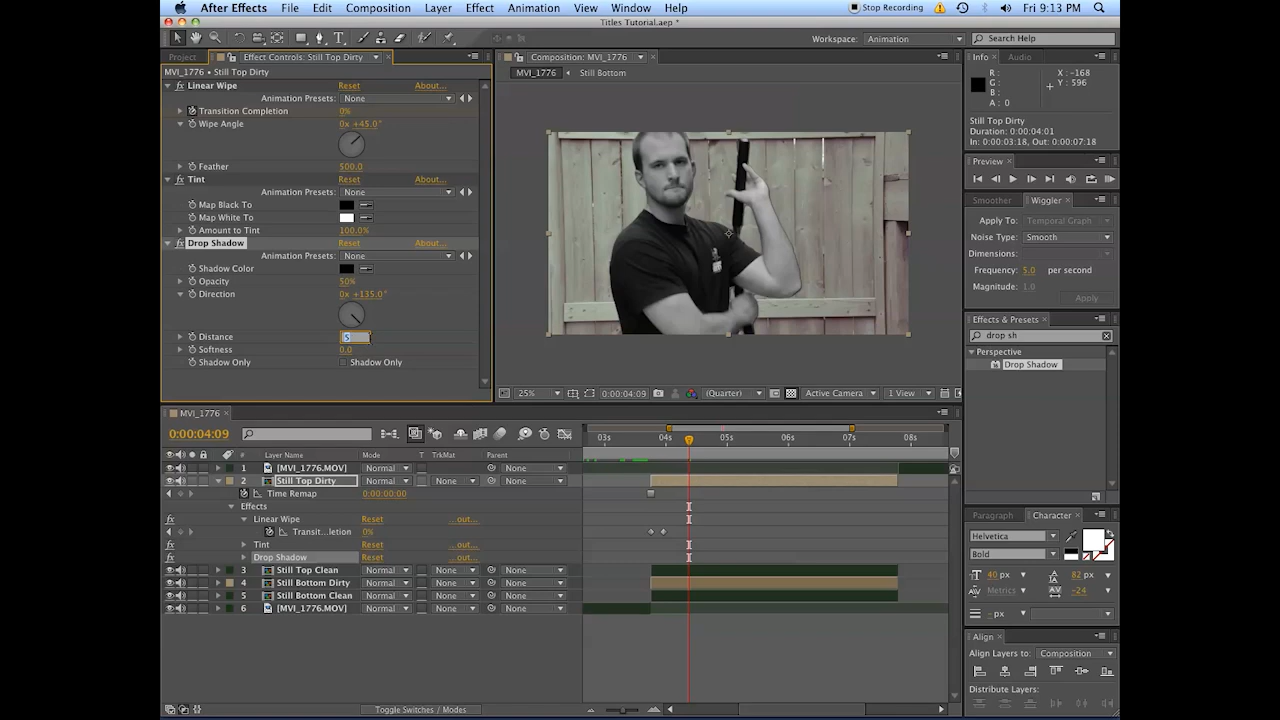 After Effects File Edit Composition Layer Effect Animation View Window Help Stop Recording Fri 9:13 PM
Titles Tutorial.aep *
Workspace: Animation Search Help
Project Effect Controls: Still Top Dirty Composition: MVI_1776 Info Audio
MVI_1776 • Still Top Dirty MVI_1776 Still Bottom
fx Linear Wipe Reset About...
Animation Presets: None
Transition Completion 0%
Wipe Angle 0x +45.0°
Feather 500.0
fx Tint Reset About...
Animation Presets: None
Map Black To
Map White To
Amount to Tint 100.0%
fx Drop Shadow Reset About...
Animation Presets: None
Shadow Color
Opacity 50%
Direction 0x +135.0°
Distance 5
Softness 0.0
Shadow Only Shadow Only
25% 0:00:04:09 (Quarter) Active Camera 1 View
R: X: -168
G: Y: 596
B:
A: 0
Still Top Dirty
Duration: 0:00:04:01
In: 0:00:03:18, Out: 0:00:07:18
Preview
Smoother Wiggler
Apply To: Temporal Graph
Noise Type: Smooth
Dimensions:
Frequency: 5.0 per second
Magnitude: 1.0
Apply
Effects & Presets
drop sh
Perspective
Drop Shadow
MVI_1776
0:00:04:09 03s 04s 05s 06s 07s 08s
# Layer Name Mode T TrkMat Parent
1 [MVI_1776.MOV] Normal None
2 Still Top Dirty Normal None None
Time Remap 0:00:00:00
Effects
fx Linear Wipe Reset ...out...
Transit...letion 0%
fx Tint Reset ...out...
fx Drop Shadow Reset ...out...
3 Still Top Clean Normal None None
4 Still Bottom Dirty Normal None None
5 Still Bottom Clean Normal None None
6 [MVI_1776.MOV] Normal None None
Toggle Switches / Modes
Paragraph Character
Helvetica
Bold
40 px 82 px
Metrics -24
- px
Align
Align Layers to: Composition
Distribute Layers: